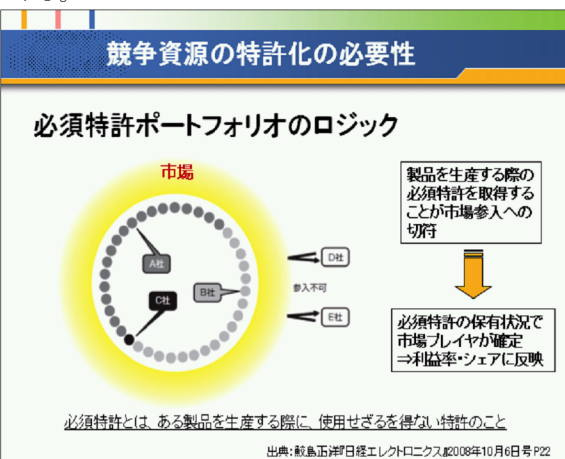 競争資源の特許化の必要性
必須特許ポートフォリオのロジック
市場
A社
B社
C社
D社
参入不可
E社
製品を生産する際の
必須特許を取得する
ことが市場参入への
切符
必須特許の保有状況で
市場プレイヤが確定
⇒利益率・シェアに反映
必須特許とは、ある製品を生産する際に、使用せざるを得ない特許のこと
出典：鮫島正洋『日経エレクトロニクス』2008年10月6日号P22